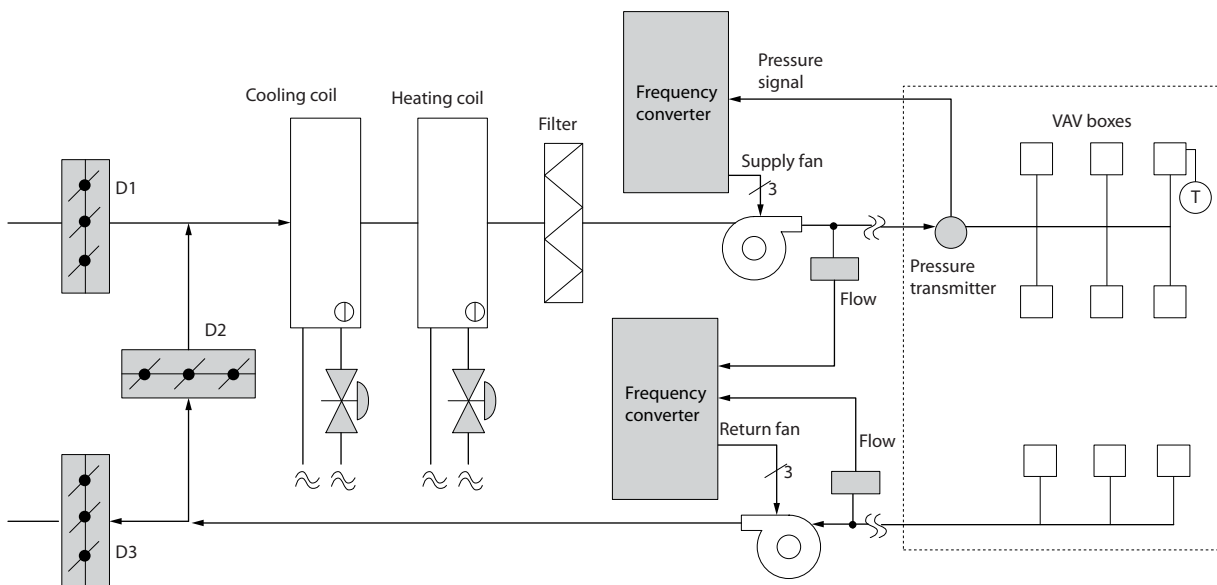 Cooling coil
Heating coil
Filter
Frequency
converter
Pressure
signal
VAV boxes
Supply fan
3
D1
T
Pressure
transmitter
Flow
D2
Frequency
converter
Return fan
3
Flow
D3